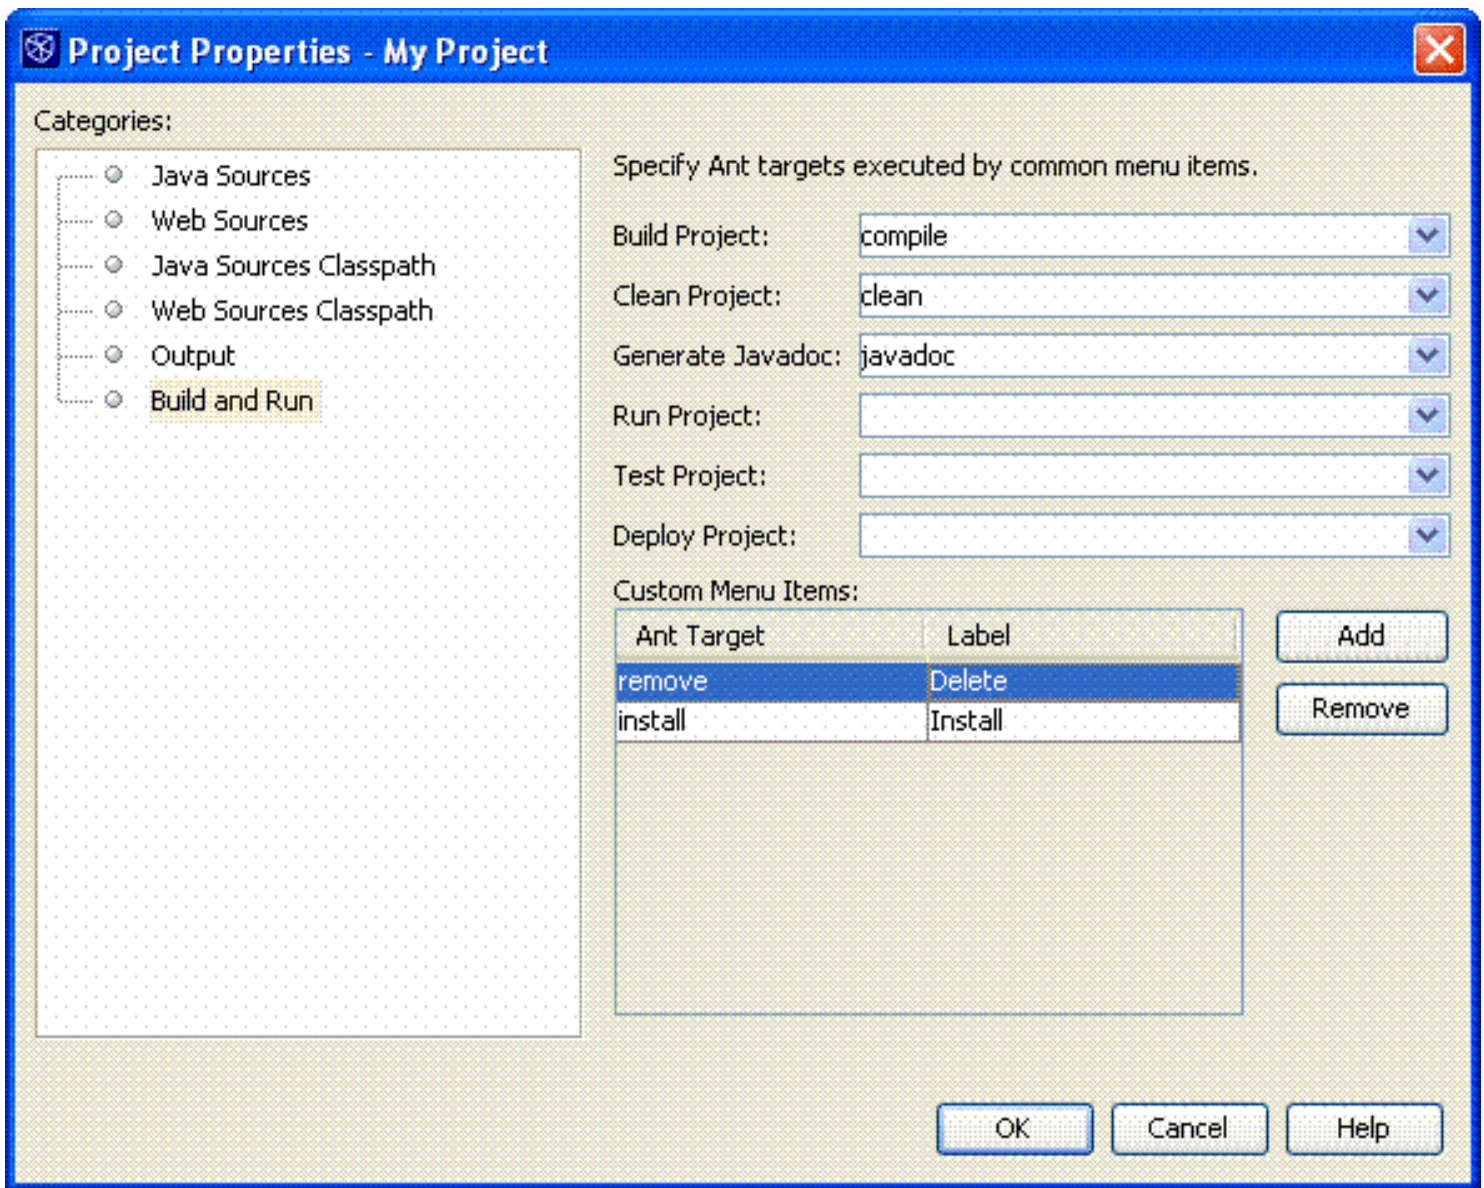 Project Properties - My Project
Categories:
Java Sources
Web Sources
Java Sources Classpath
Web Sources Classpath
Output
Build and Run
Specify Ant targets executed by common menu items.
Build Project: compile
Clean Project: clean
Generate Javadoc: javadoc
Run Project:
Test Project:
Deploy Project:
Custom Menu Items:
Ant Target Label
remove Delete
install Install
Add
Remove
OK Cancel Help